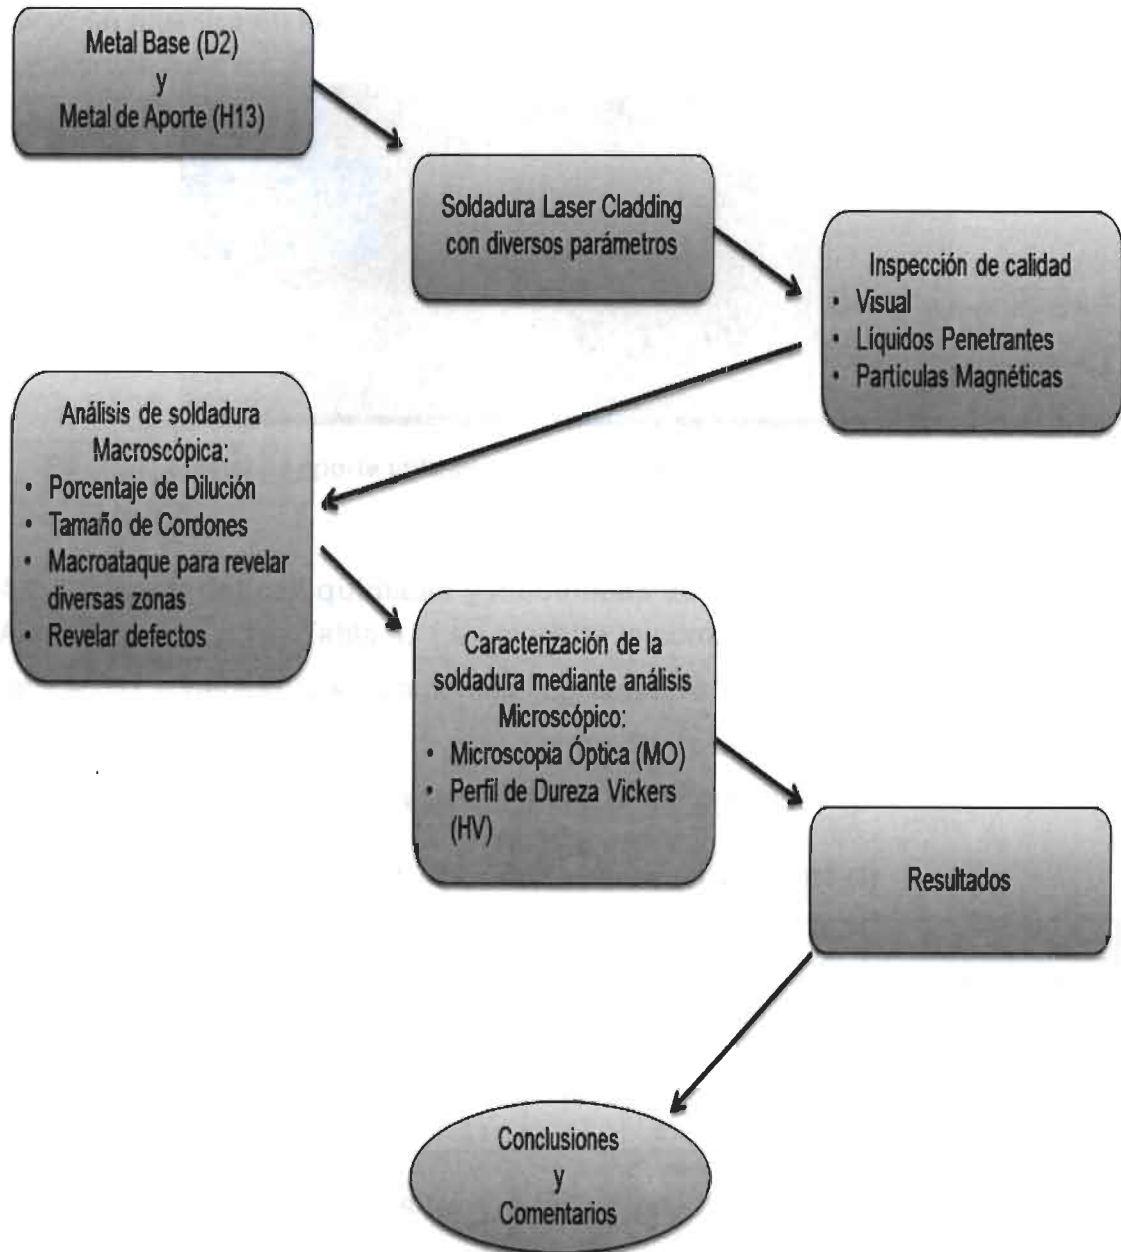 Metal Base (D2)
y
Metal de Aporte (H13)
Soldadura Laser Cladding
con diversos parámetros
Inspección de calidad
• Visual
• Líquidos Penetrantes
• Partículas Magnéticas
Análisis de soldadura
Macroscópica:
• Porcentaje de Dilución
• Tamaño de Cordones
• Macroataque para revelar
diversas zonas
• Revelar defectos
Caracterización de la
soldadura mediante análisis
Microscópico:
• Microscopia Óptica (MO)
• Perfil de Dureza Vickers
(HV)
Resultados
Conclusiones
y
Comentarios